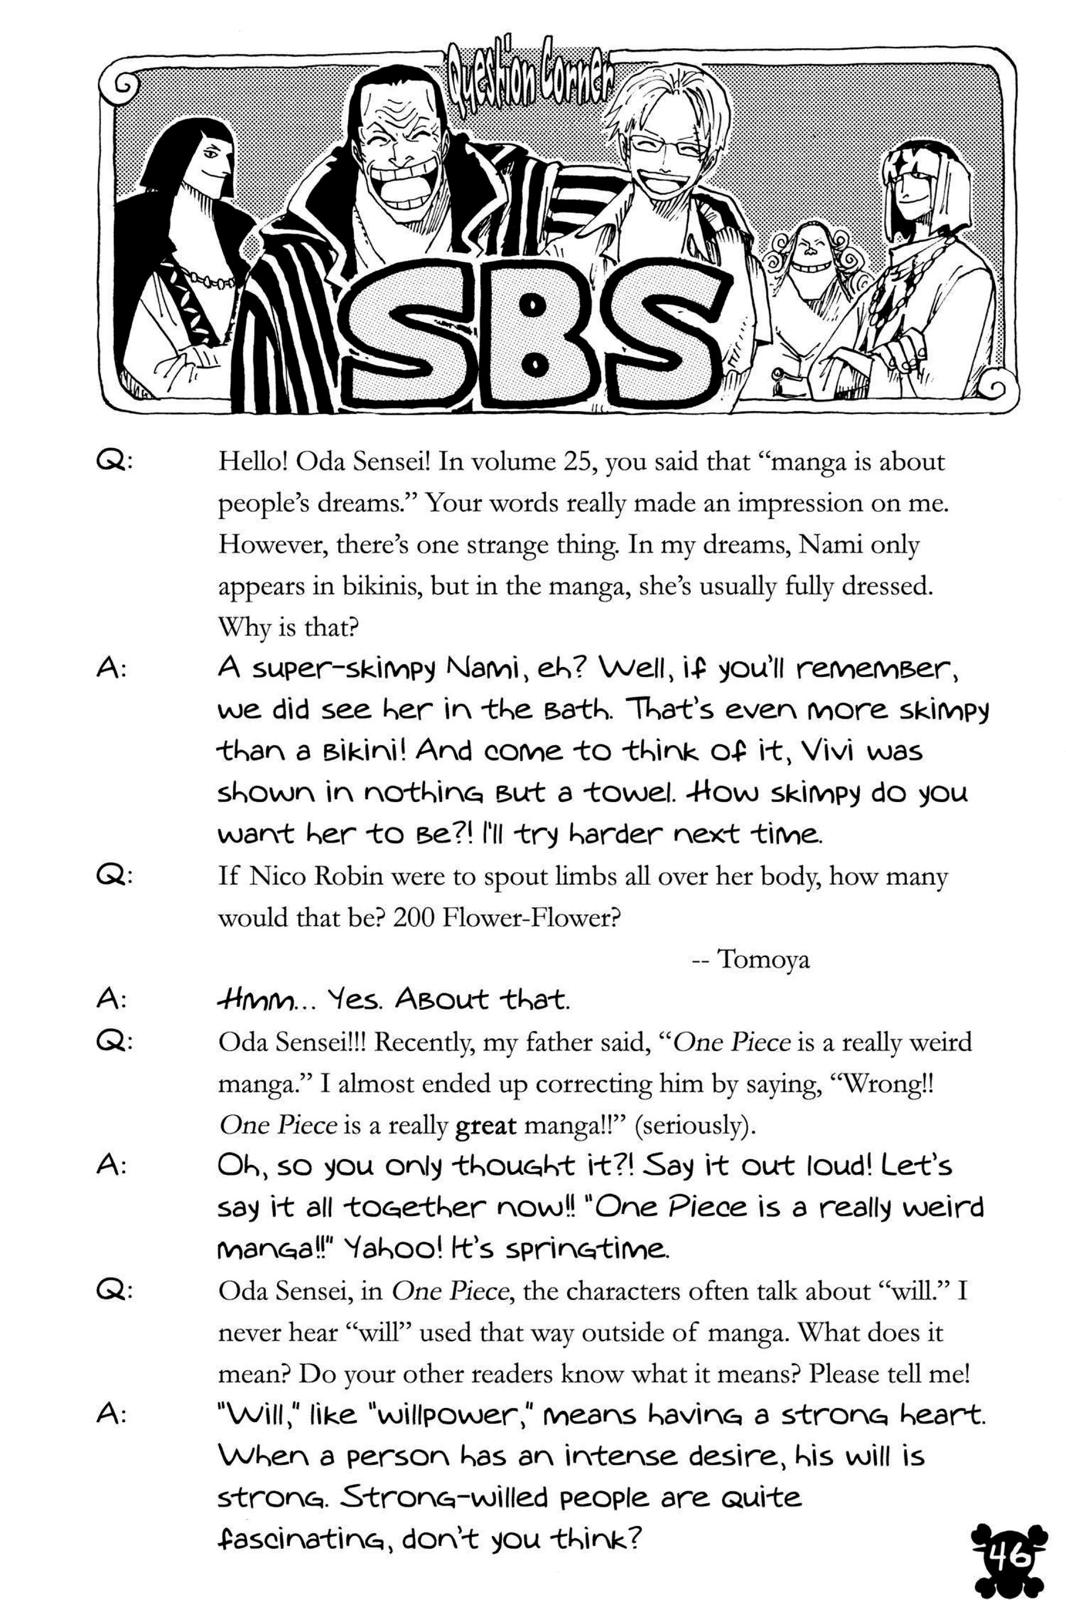 Question Corner
SBS
Q: Hello! Oda Sensei! In volume 25, you said that “manga is about
people’s dreams.” Your words really made an impression on me.
However, there’s one strange thing. In my dreams, Nami only
appears in bikinis, but in the manga, she’s usually fully dressed.
Why is that?
A: A super-skimpy Nami, eh? Well, if you'll remember,
we did see her in the bath. That's even more skimpy
than a bikini! And come to think of it, Vivi was
shown in nothing but a towel. How skimpy do you
want her to be?! I'll try harder next time.
Q: If Nico Robin were to spout limbs all over her body, how many
would that be? 200 Flower-Flower?
-- Tomoya
A: Hmm... Yes. About that.
Q: Oda Sensei!!! Recently, my father said, “One Piece is a really weird
manga.” I almost ended up correcting him by saying, “Wrong!!
One Piece is a really great manga!!” (seriously).
A: Oh, so you only thought it?! Say it out loud! Let's
say it all together now!! "One Piece is a really weird
manga!!" Yahoo! It's springtime.
Q: Oda Sensei, in One Piece, the characters often talk about “will.” I
never hear “will” used that way outside of manga. What does it
mean? Do your other readers know what it means? Please tell me!
A: "Will," like "willpower," means having a strong heart.
When a person has an intense desire, his will is
strong. Strong-willed people are quite
fascinating, don't you think?
46